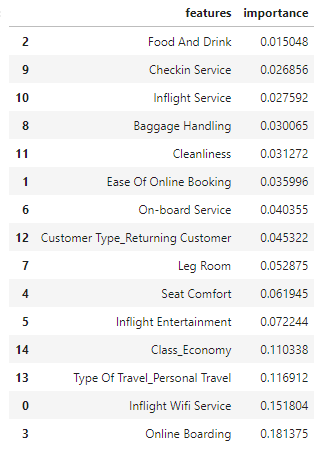 features importance
2 Food And Drink 0.015048
9 Checkin Service 0.026856
10 Inflight Service 0.027592
8 Baggage Handling 0.030065
11 Cleanliness 0.031272
1 Ease Of Online Booking 0.035996
6 On-board Service 0.040355
12 Customer Type_Returning Customer 0.045322
7 Leg Room 0.052875
4 Seat Comfort 0.061945
5 Inflight Entertainment 0.072244
14 Class_Economy 0.110338
13 Type Of Travel_Personal Travel 0.116912
0 Inflight Wifi Service 0.151804
3 Online Boarding 0.181375